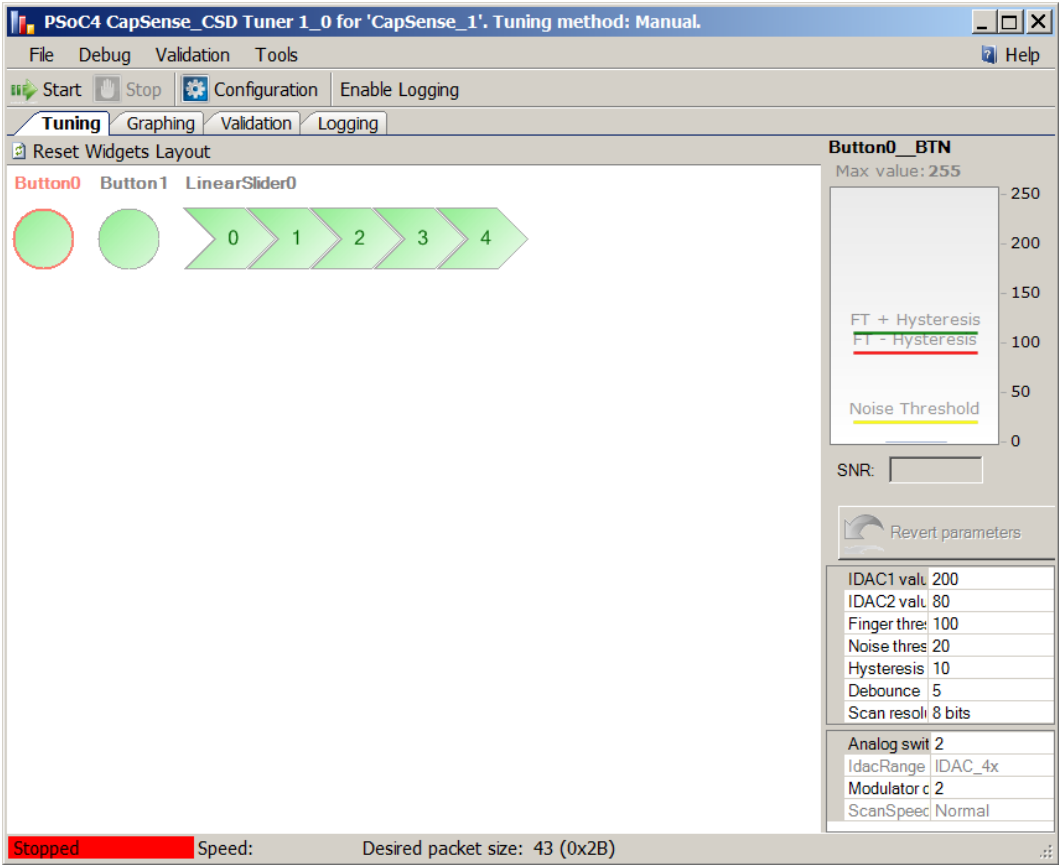 PSoC4 CapSense_CSD Tuner 1_0 for 'CapSense_1'. Tuning method: Manual.
File Debug Validation Tools Help
Start Stop Configuration Enable Logging
Tuning Graphing Validation Logging
Reset Widgets Layout
Button0 Button1 LinearSlider0
0 1 2 3 4
Button0__BTN
Max value: 255
250
200
150
FT + Hysteresis
FT - Hysteresis
100
50
Noise Threshold
0
SNR:
Revert parameters
IDAC1 valu 200
IDAC2 valu 80
Finger thres 100
Noise thres 20
Hysteresis 10
Debounce 5
Scan resolu 8 bits
Analog swit 2
IdacRange IDAC_4x
Modulator c 2
ScanSpeed Normal
Stopped Speed: Desired packet size: 43 (0x2B)